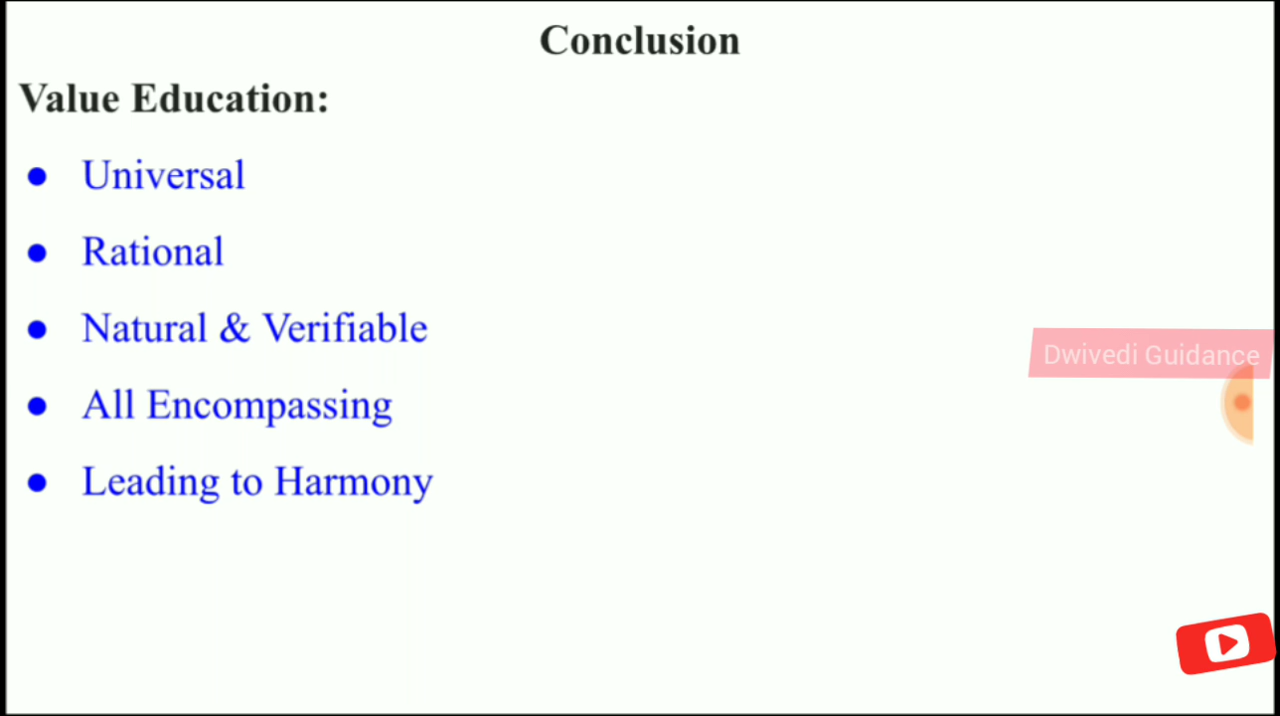 Conclusion
Value Education:
● Universal
● Rational
● Natural & Verifiable
● All Encompassing
● Leading to Harmony
Dwivedi Guidance